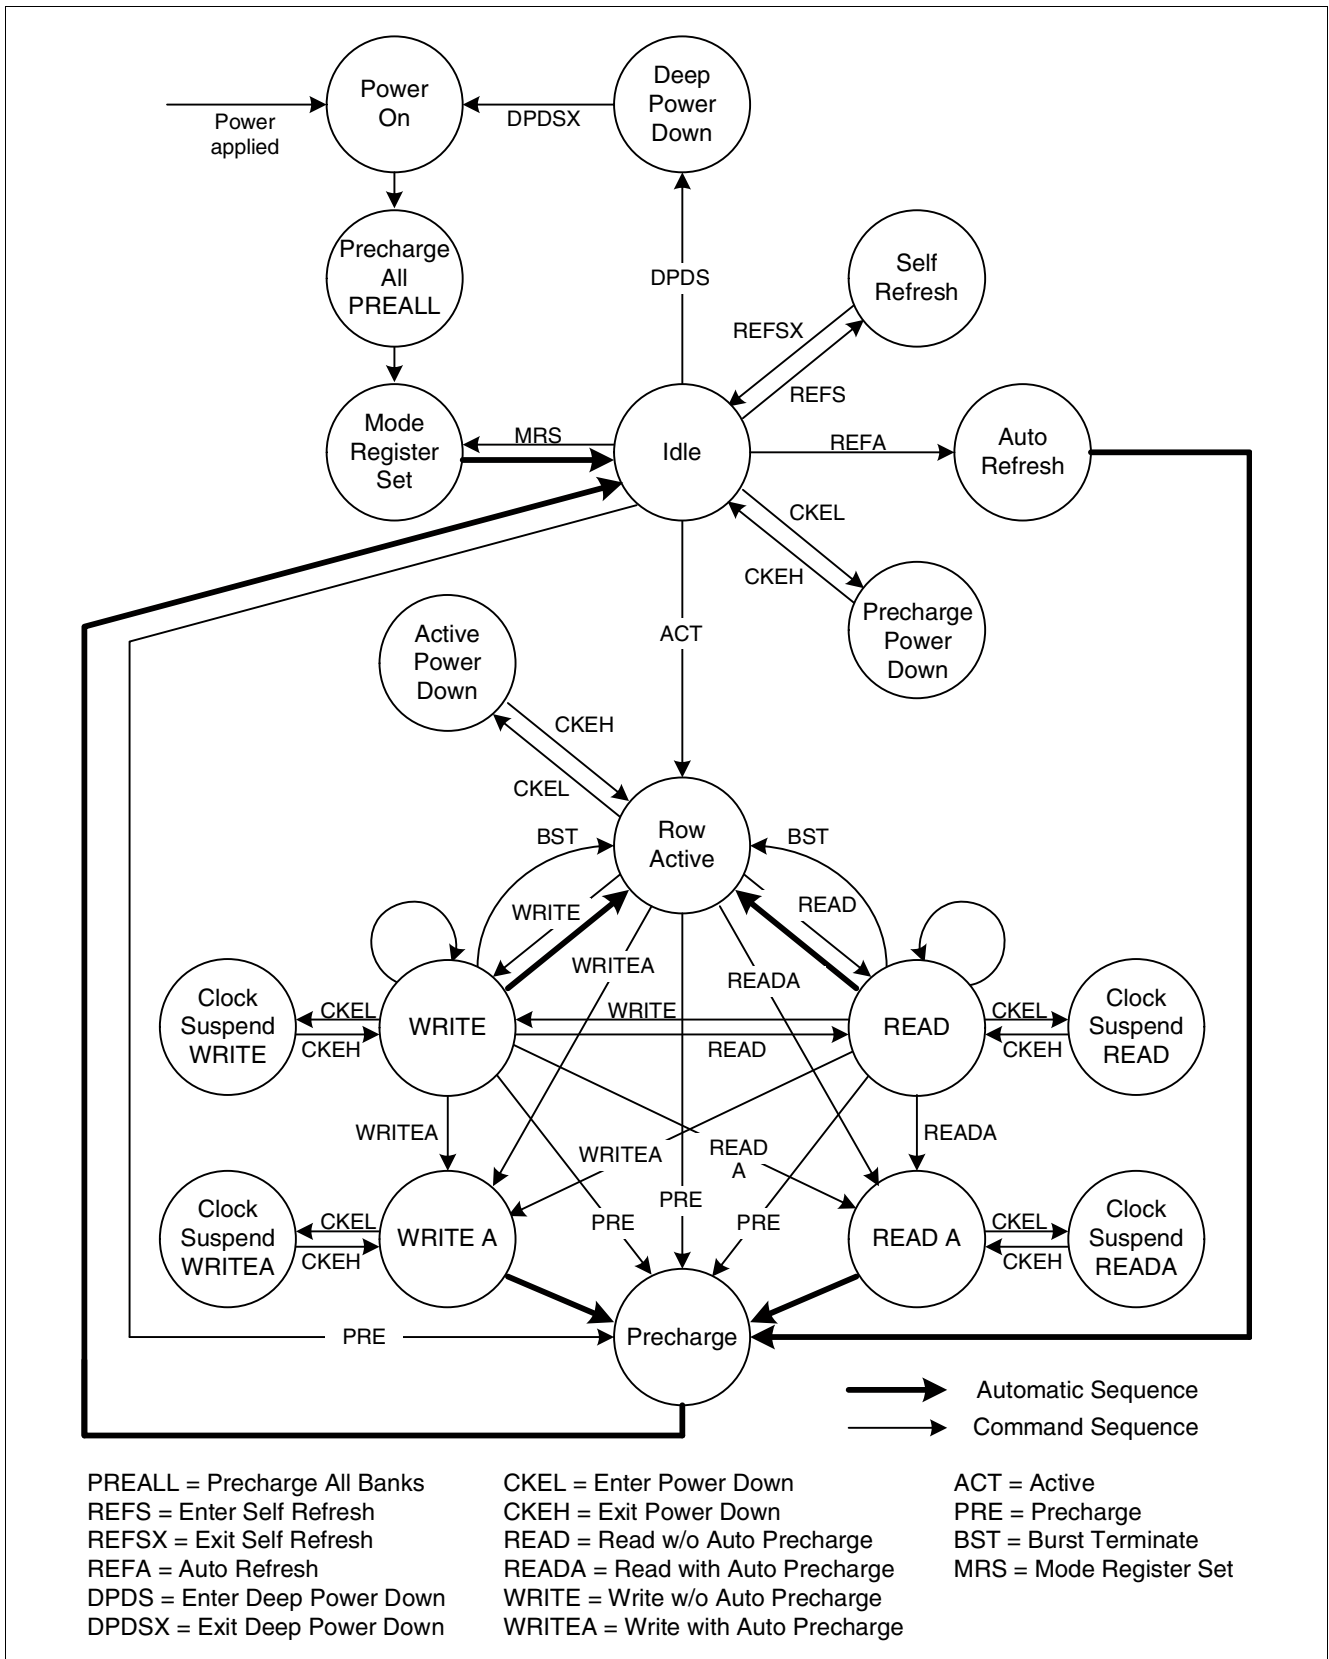 Power
On
Deep
Power
Down
Power
applied
DPDSX
Precharge
All
PREALL
DPDS
Self
Refresh
REFSX
REFS
Mode
Register
Set
MRS
Idle
REFA
Auto
Refresh
CKEL
CKEH
Precharge
Power
Down
ACT
Active
Power
Down
CKEH
CKEL
Row
Active
BST
BST
WRITE
READ
WRITEA
READA
Clock
Suspend
WRITE
CKEL
CKEH
WRITE
WRITE
READ
READ
CKEL
CKEH
Clock
Suspend
READ
WRITEA
WRITEA
READ
A
READA
Clock
Suspend
WRITEA
CKEL
CKEH
WRITE A
PRE
PRE
PRE
READ A
CKEL
CKEH
Clock
Suspend
READA
PRE
Precharge
Automatic Sequence
Command Sequence
PREALL = Precharge All Banks
REFS = Enter Self Refresh
REFSX = Exit Self Refresh
REFA = Auto Refresh
DPDS = Enter Deep Power Down
DPDSX = Exit Deep Power Down
CKEL = Enter Power Down
CKEH = Exit Power Down
READ = Read w/o Auto Precharge
READA = Read with Auto Precharge
WRITE = Write w/o Auto Precharge
WRITEA = Write with Auto Precharge
ACT = Active
PRE = Precharge
BST = Burst Terminate
MRS = Mode Register Set